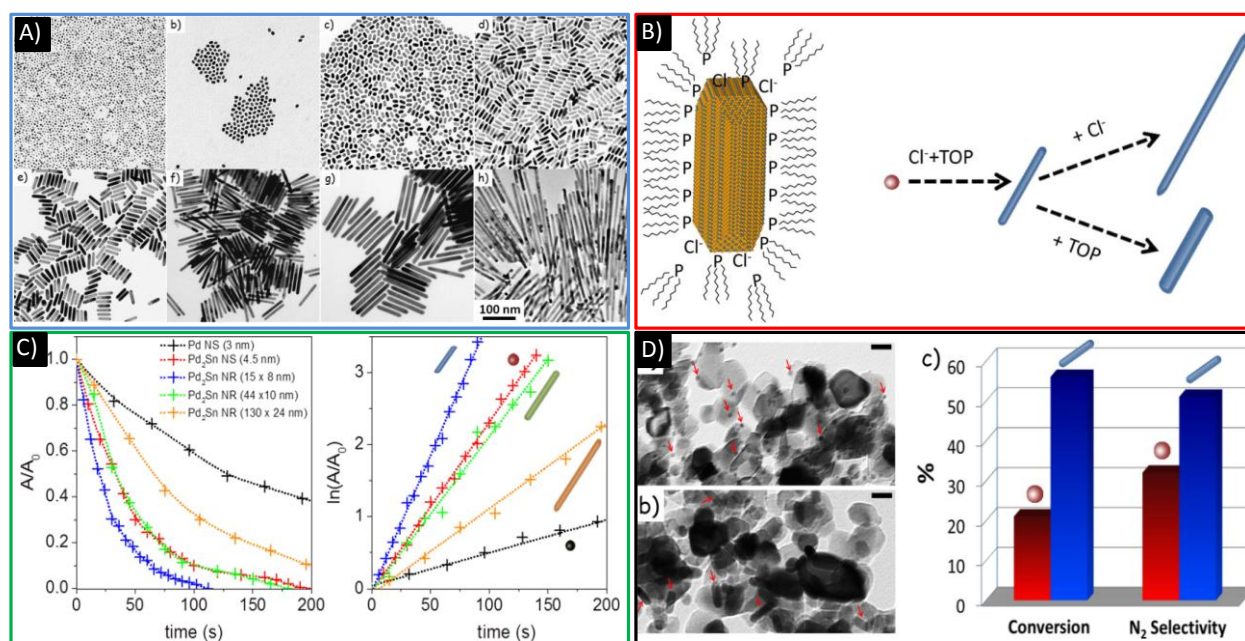 A)
b)
c)
d)
e)
f)
g)
h)
100 nm
B)
P
P
P
Cl⁻
P
Cl⁻
P
P
P
P
P
P
P
P
P
P
P
P
P
P
Cl⁻
Cl⁻
P
P
P
P
P
Cl⁻+TOP
+ Cl⁻
+ TOP
C)
Pd NS (3 nm)
Pd₂Sn NS (4.5 nm)
Pd₂Sn NR (15 x 8 nm)
Pd₂Sn NR (44 x10 nm)
Pd₂Sn NR (130 x 24 nm)
A/A₀
1.0
0.8
0.6
0.4
0.2
0.0
0 50 100 150 200
time (s)
ln(A/A₀)
3
2
1
0
0 50 100 150 200
time (s)
D)
b)
c)
%
60
50
40
30
20
10
0
Conversion
N₂ Selectivity